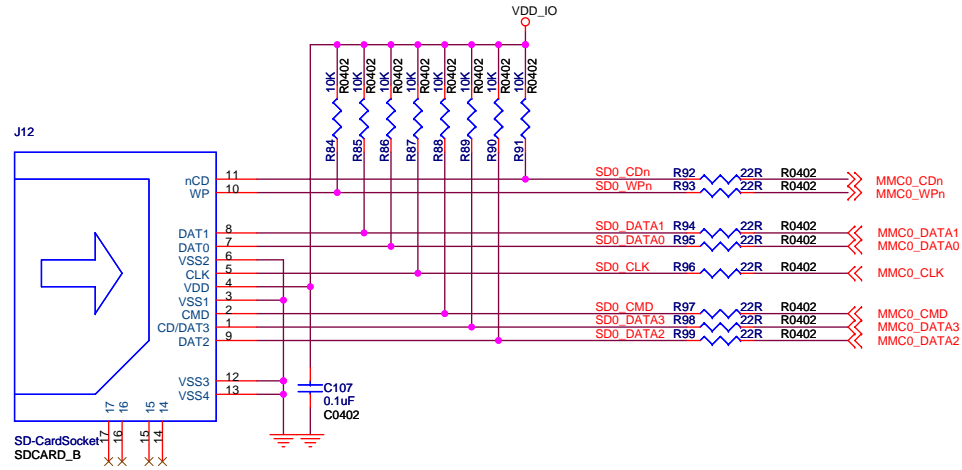 VDD_IO
10K R0402 10K R0402 10K R0402 10K R0402 10K R0402 10K R0402 10K R0402 10K R0402
R84 R85 R86 R87 R88 R89 R90 R91
J12
nCD 11 SD0_CDn R92 22R R0402 MMC0_CDn
WP 10 SD0_WPn R93 22R R0402 MMC0_WPn
DAT1 8 SD0_DATA1 R94 22R R0402 MMC0_DATA1
DAT0 7 SD0_DATA0 R95 22R R0402 MMC0_DATA0
VSS2 6
CLK 5 SD0_CLK R96 22R R0402 MMC0_CLK
VDD 4
VSS1 3
CMD 2 SD0_CMD R97 22R R0402 MMC0_CMD
CD/DAT3 1 SD0_DATA3 R98 22R R0402 MMC0_DATA3
DAT2 9 SD0_DATA2 R99 22R R0402 MMC0_DATA2
VSS3 12
VSS4 13
C107
0.1uF
C0402
17 16 15 14
SD-CardSocket
SDCARD_B
17 16 15 14